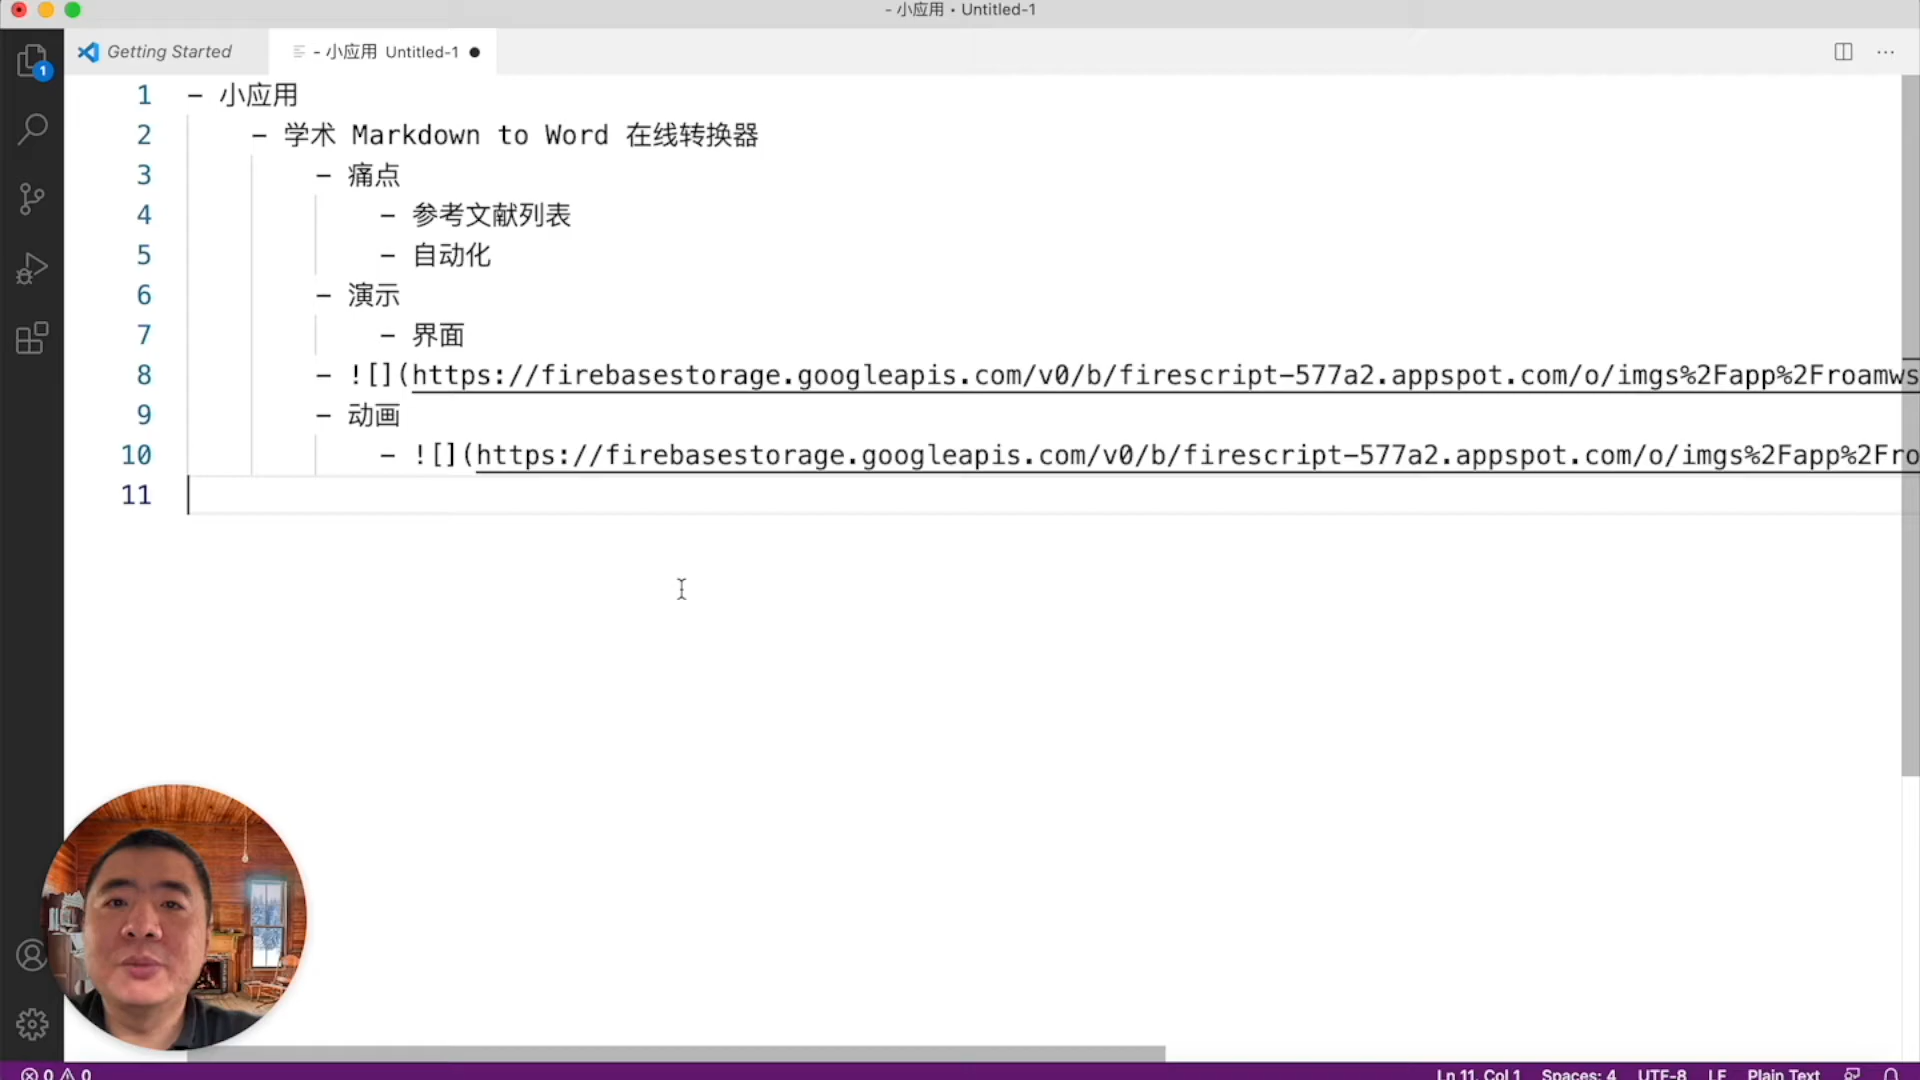 - 小应用 • Untitled-1
Getting Started
- 小应用 Untitled-1 ●
1
1 - 小应用
2 - 学术 Markdown to Word 在线转换器
3 - 痛点
4 - 参考文献列表
5 - 自动化
6 - 演示
7 - 界面
8 - ![](https://firebasestorage.googleapis.com/v0/b/firescript-577a2.appspot.com/o/imgs%2Fapp%2Froamws
9 - 动画
10 - ![](https://firebasestorage.googleapis.com/v0/b/firescript-577a2.appspot.com/o/imgs%2Fapp%2Fro
11
0 0 Ln 11, Col 1 Spaces: 4 UTF-8 LF Plain Text